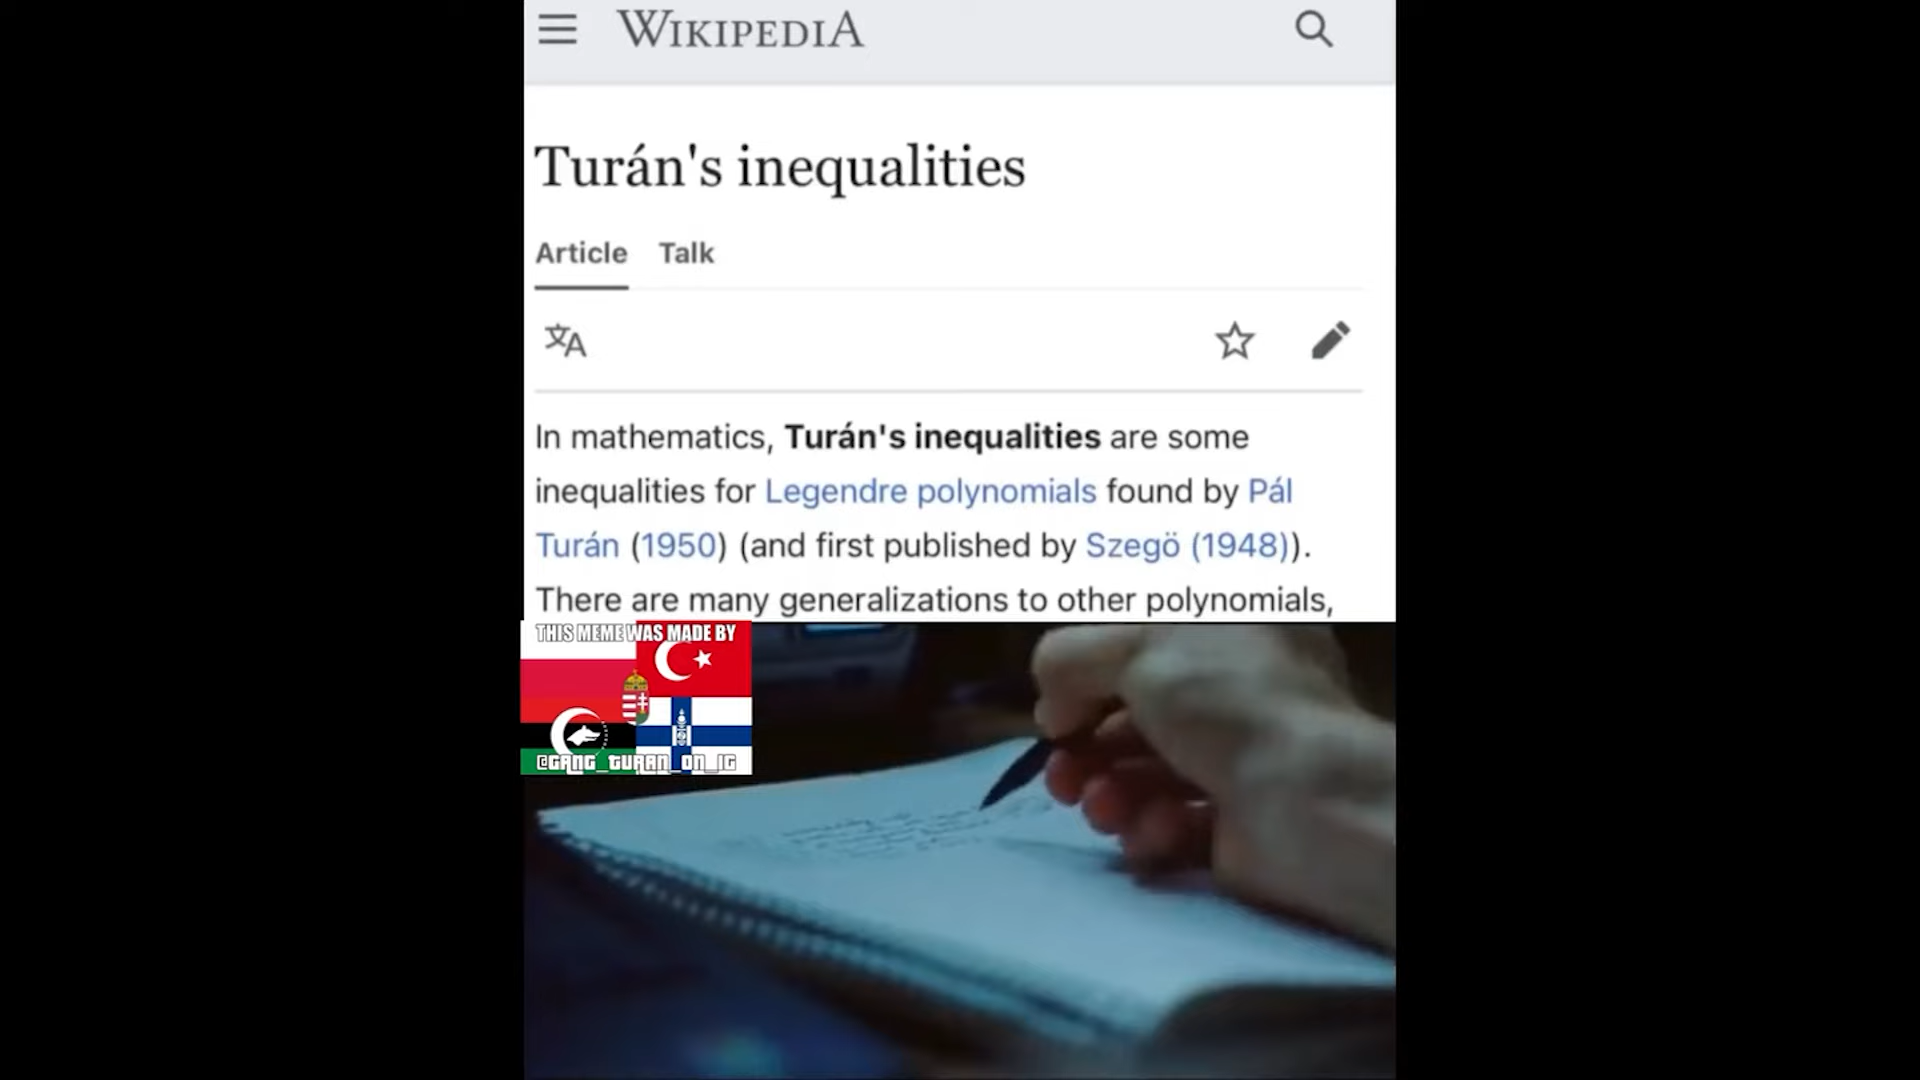 WIKIPEDIA
Turán's inequalities
Article Talk
In mathematics, Turán's inequalities are some
inequalities for Legendre polynomials found by Pál
Turán (1950) (and first published by Szegö (1948)).
There are many generalizations to other polynomials,
THIS MEME WAS MADE BY
@GANG_TURAN_ON_IG